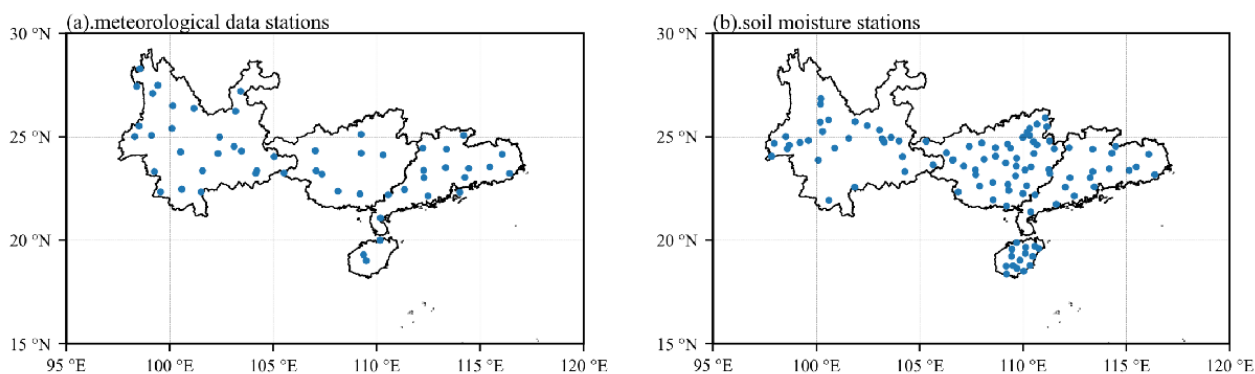 (a).meteorological data stations
30 °N
25 °N
20 °N
15 °N
95 °E 100 °E 105 °E 110 °E 115 °E 120 °E
(b).soil moisture stations
30 °N
25 °N
20 °N
15 °N
95 °E 100 °E 105 °E 110 °E 115 °E 120 °E